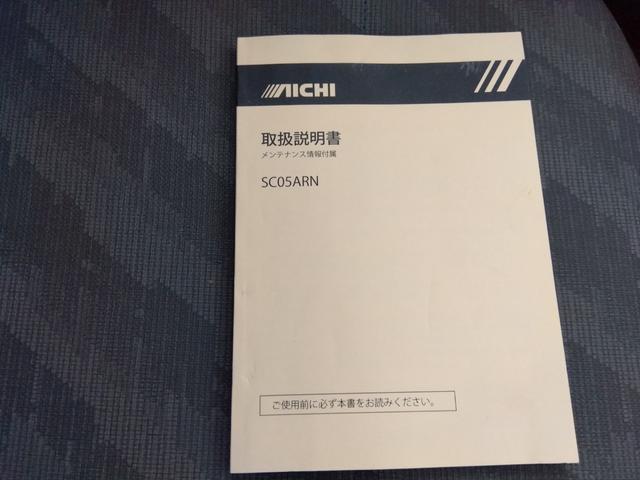 AICHI
取扱説明書
メンテナンス情報付属
SC05ARN
ご使用前に必ず本書をお読みください。